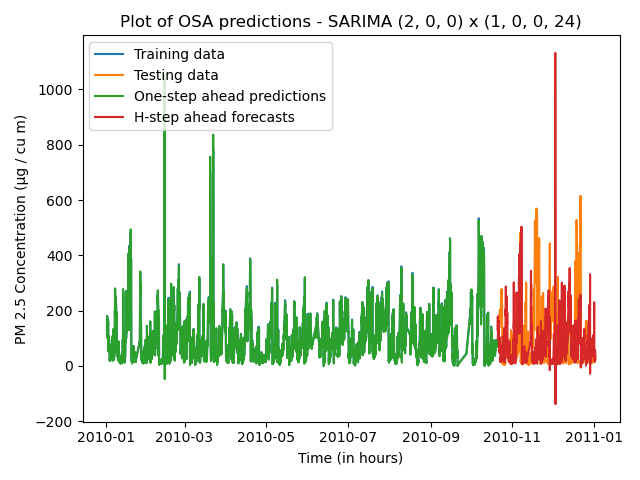 Plot of OSA predictions - SARIMA (2, 0, 0) x (1, 0, 0, 24)
Training data
Testing data
One-step ahead predictions
H-step ahead forecasts
PM 2.5 Concentration (μg / cu m)
1000
800
600
400
200
0
−200
2010-01 2010-03 2010-05 2010-07 2010-09 2010-11 2011-01
Time (in hours)